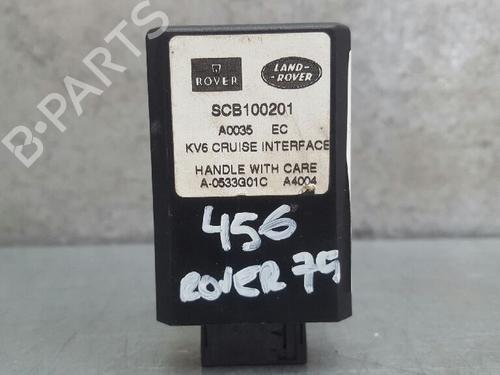 B-PARTS
ROVER
LAND-
ROVER
SCB100201
A0035 EC
KV6 CRUISE INTERFACE
HANDLE WITH CARE
A-0533G01C A4004
456
ROVER 75